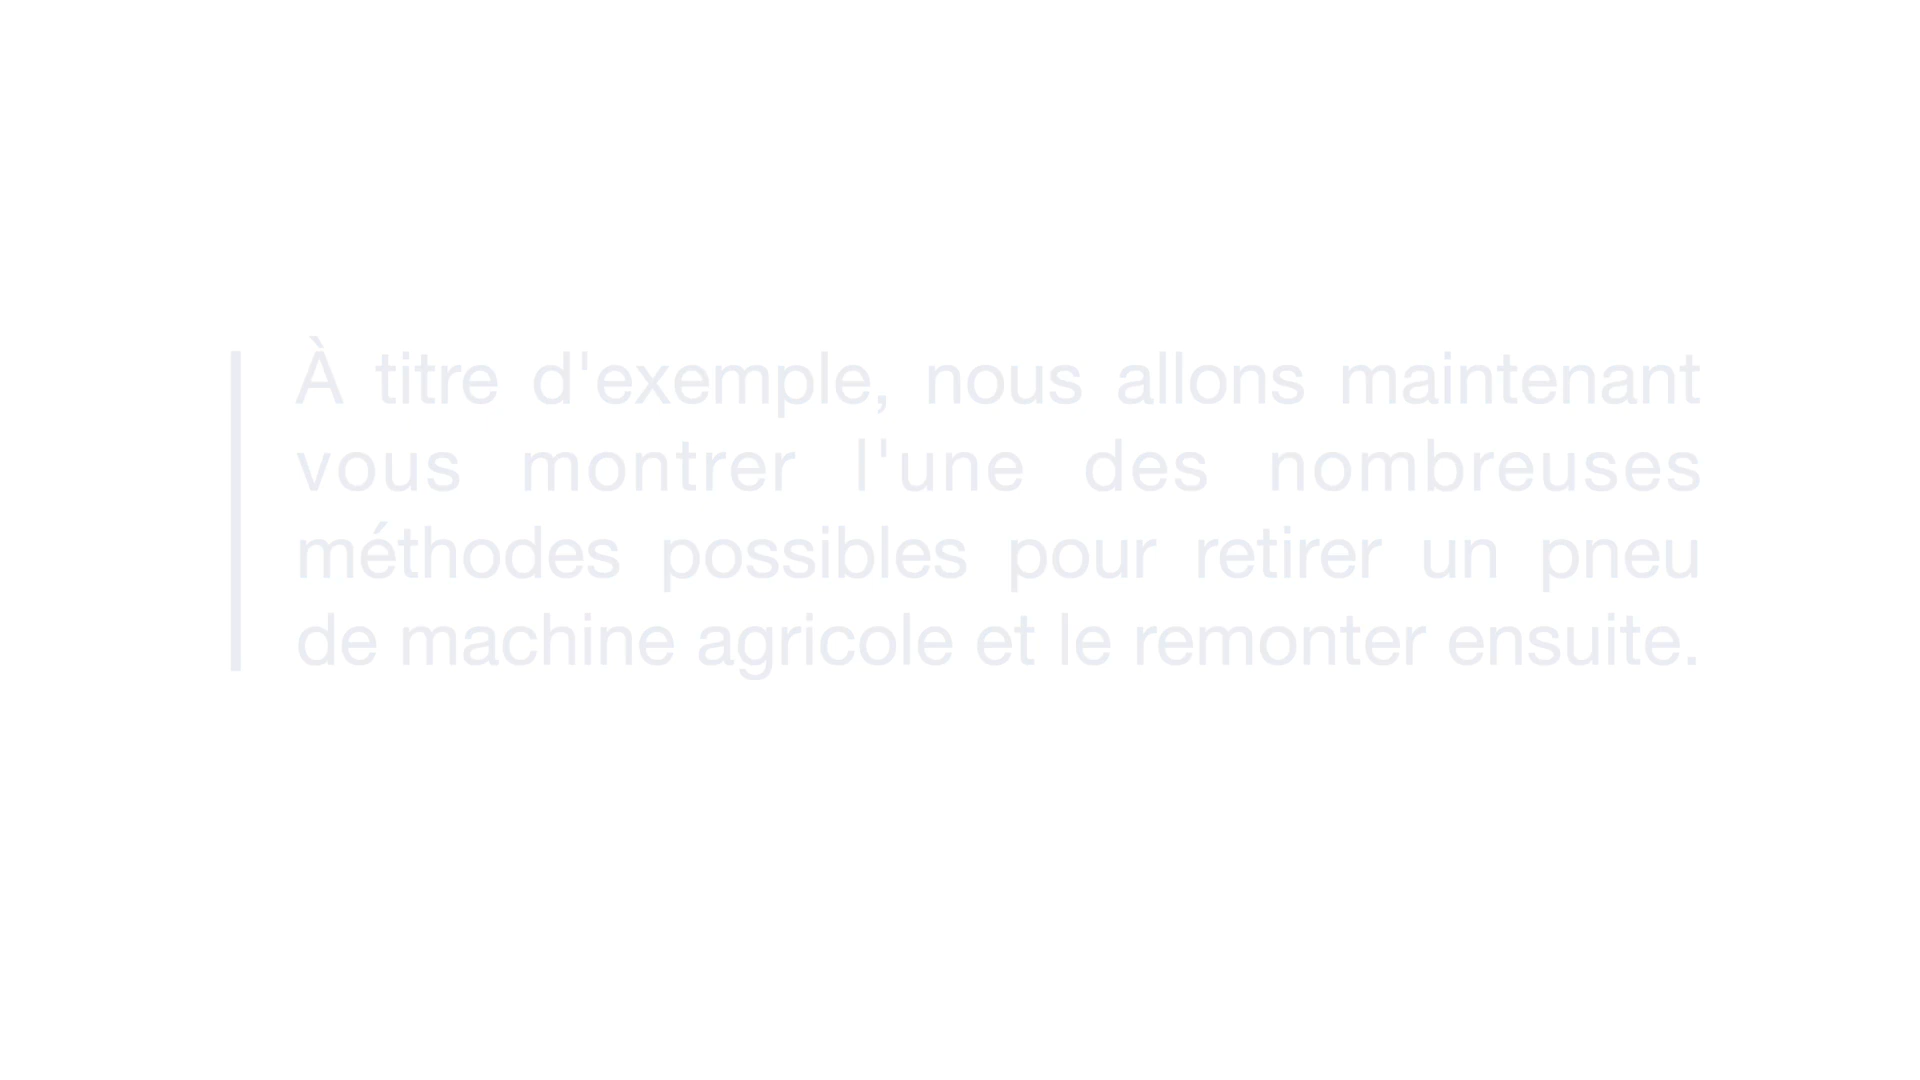 À titre d'exemple, nous allons maintenant
vous montrer l'une des nombreuses
méthodes possibles pour retirer un pneu
de machine agricole et le remonter ensuite.